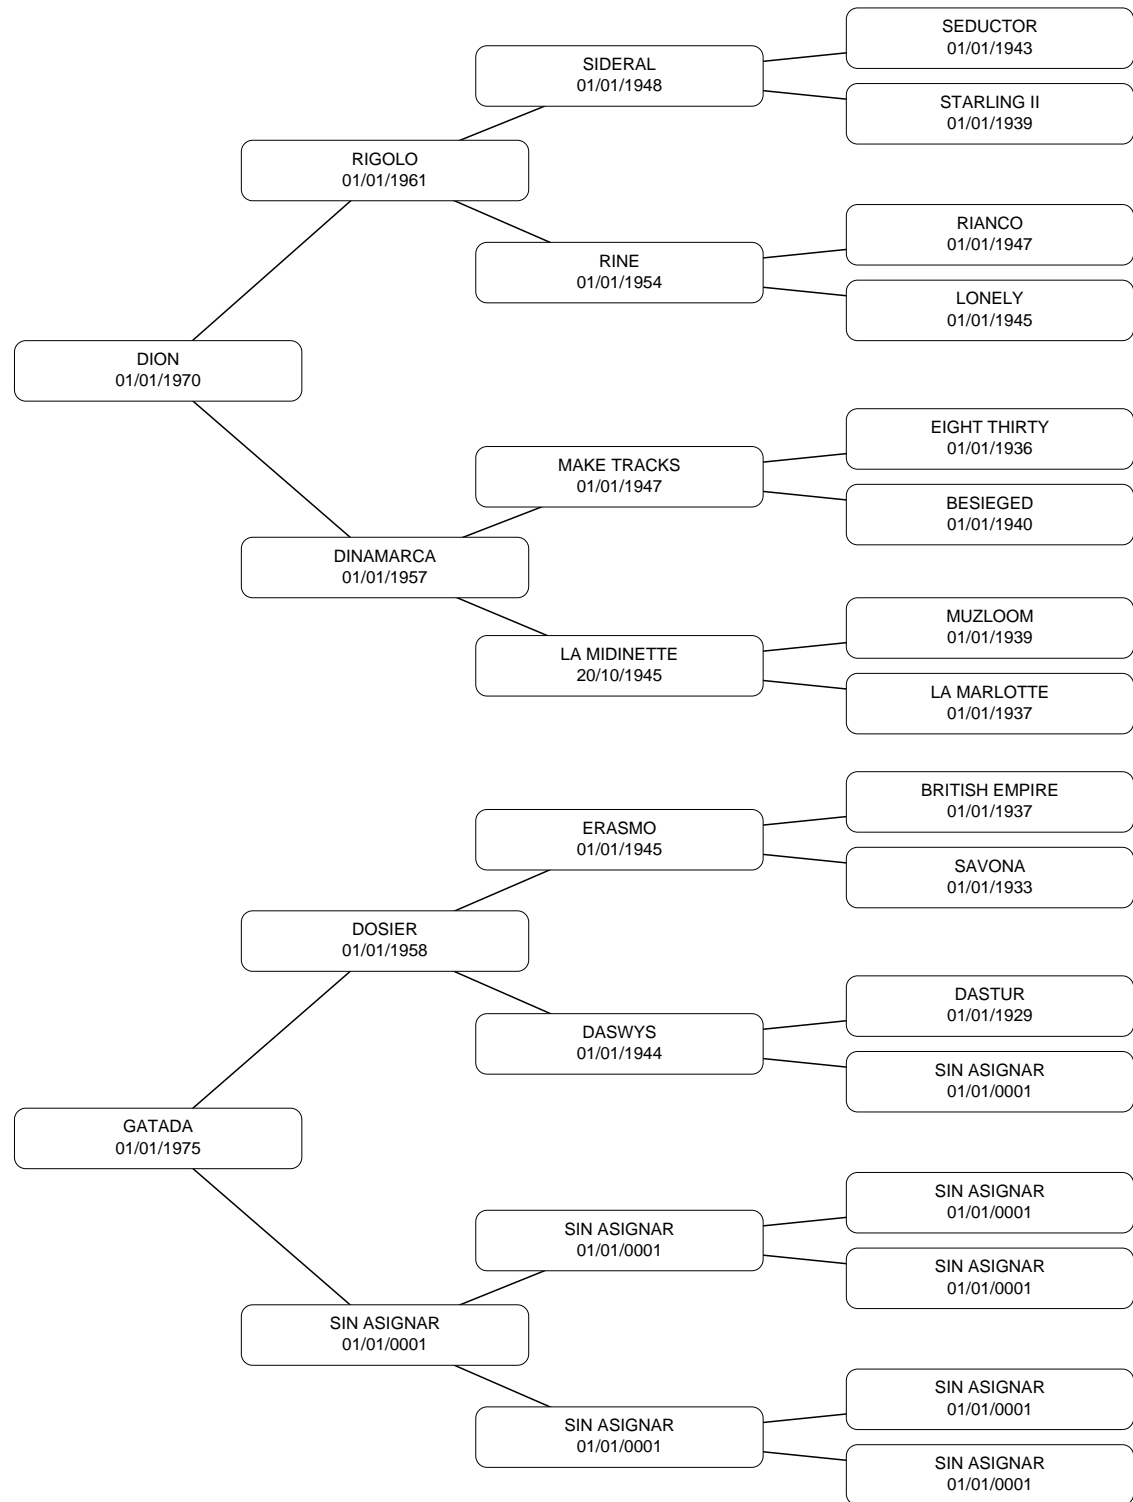 SEDUCTOR
01/01/1943
SIDERAL
01/01/1948
STARLING II
01/01/1939
RIGOLO
01/01/1961
RIANCO
01/01/1947
RINE
01/01/1954
LONELY
01/01/1945
DION
01/01/1970
EIGHT THIRTY
01/01/1936
MAKE TRACKS
01/01/1947
BESIEGED
01/01/1940
DINAMARCA
01/01/1957
MUZLOOM
01/01/1939
LA MIDINETTE
20/10/1945
LA MARLOTTE
01/01/1937
BRITISH EMPIRE
01/01/1937
ERASMO
01/01/1945
SAVONA
01/01/1933
DOSIER
01/01/1958
DASTUR
01/01/1929
DASWYS
01/01/1944
SIN ASIGNAR
01/01/0001
GATADA
01/01/1975
SIN ASIGNAR
01/01/0001
SIN ASIGNAR
01/01/0001
SIN ASIGNAR
01/01/0001
SIN ASIGNAR
01/01/0001
SIN ASIGNAR
01/01/0001
SIN ASIGNAR
01/01/0001
SIN ASIGNAR
01/01/0001